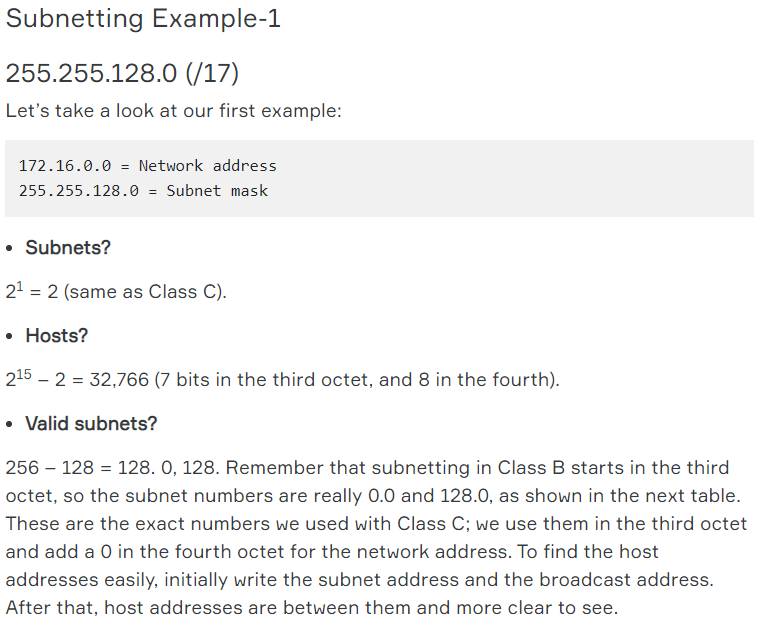 Subnetting Example-1
255.255.128.0 (/17)
Let's take a look at our first example:
172.16.0.0 = Network address
255.255.128.0 = Subnet mask
• Subnets?
2¹ = 2 (same as Class C).
• Hosts?
2¹⁵ – 2 = 32,766 (7 bits in the third octet, and 8 in the fourth).
• Valid subnets?
256 – 128 = 128. 0, 128. Remember that subnetting in Class B starts in the third
octet, so the subnet numbers are really 0.0 and 128.0, as shown in the next table.
These are the exact numbers we used with Class C; we use them in the third octet
and add a 0 in the fourth octet for the network address. To find the host
addresses easily, initially write the subnet address and the broadcast address.
After that, host addresses are between them and more clear to see.